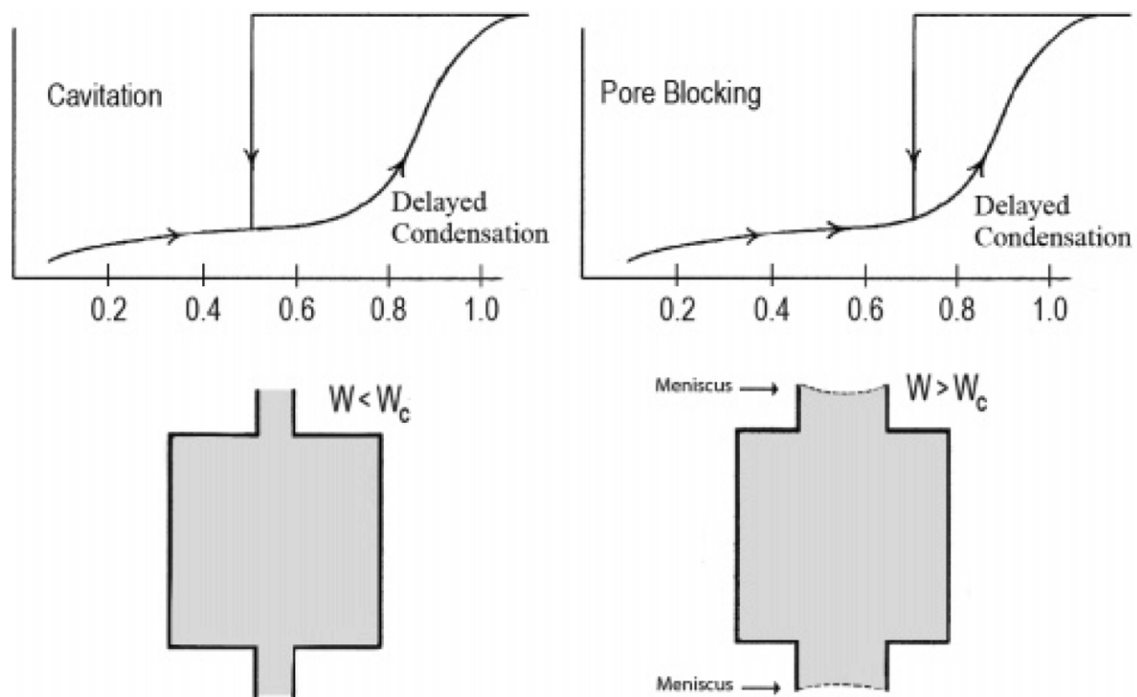 Cavitation
Delayed
Condensation
0.2 0.4 0.6 0.8 1.0
Pore Blocking
Delayed
Condensation
0.2 0.4 0.6 0.8 1.0
W < Wc
Meniscus
W > Wc
Meniscus